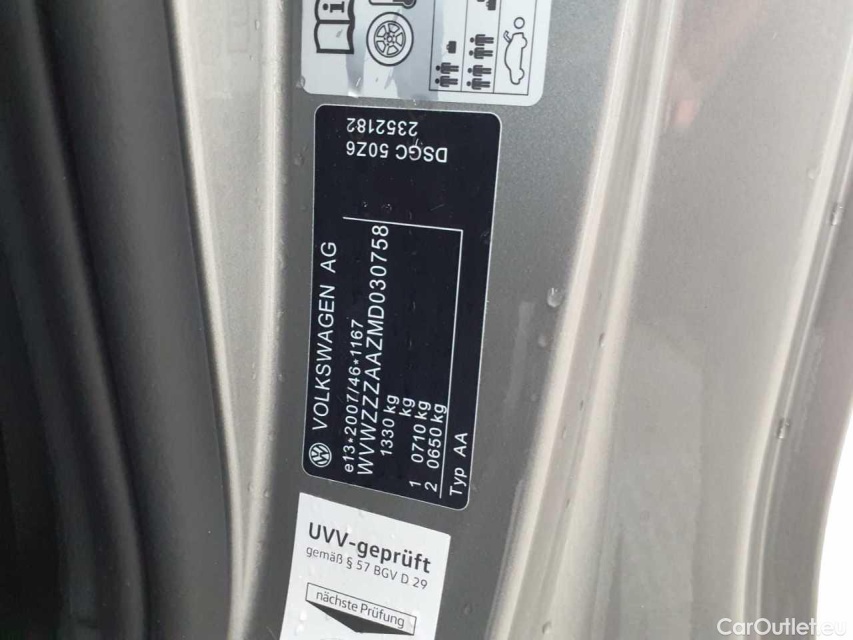 DSGC 50Z6
2352182
VOLKSWAGEN AG
e13*2007/46*1167
WVWZZZAAZMD030758
1330 kg
kg
1 0710 kg
2 0650 kg
Typ AA
UVV-geprüft
gemäß § 57 BGV D 29
nächste Prüfung
CarOutlet.eu